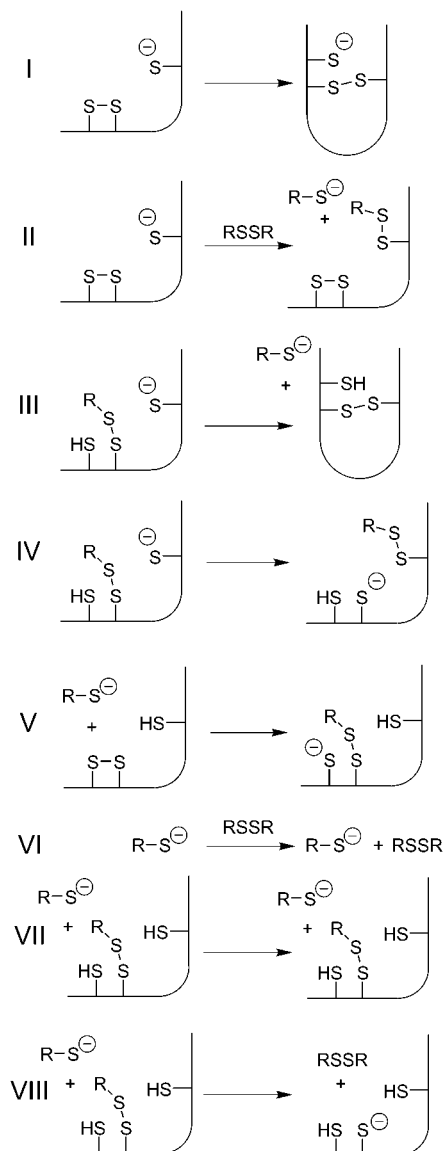 ⊖ ⊖
I S– –S
S–S S–S
R–S⊖
⊖ + R–S
II S– RSSR S–
S–S S–S
R–S⊖
R ⊖ + –SH
III S S– S–S
HS S
R ⊖ R–S
IV S S– S–
HS S HS S⊖
R–S⊖ R
V + HS– S HS–
S–S ⊖S S
VI R–S⊖ RSSR R–S⊖ + RSSR
R–S⊖ R–S⊖
VII + R–S HS– + R–S HS–
HS S HS S
R–S⊖ RSSR
VIII + R–S HS– + HS–
HS S HS S⊖